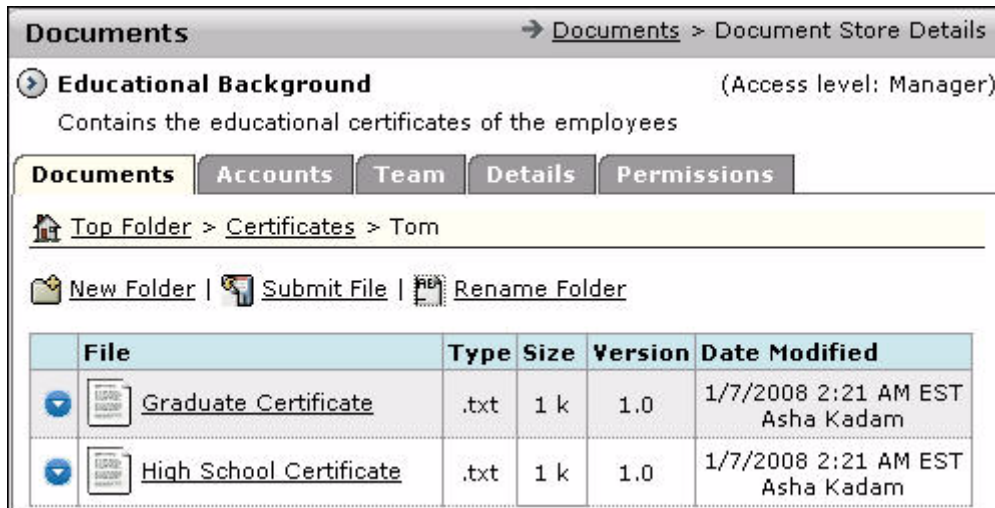 Documents
Documents > Document Store Details
Educational Background
(Access level: Manager)
Contains the educational certificates of the employees
Documents Accounts Team Details Permissions
Top Folder > Certificates > Tom
New Folder | Submit File | Rename Folder
File Type Size Version Date Modified
Graduate Certificate .txt 1 k 1.0 1/7/2008 2:21 AM EST
Asha Kadam
High School Certificate .txt 1 k 1.0 1/7/2008 2:21 AM EST
Asha Kadam